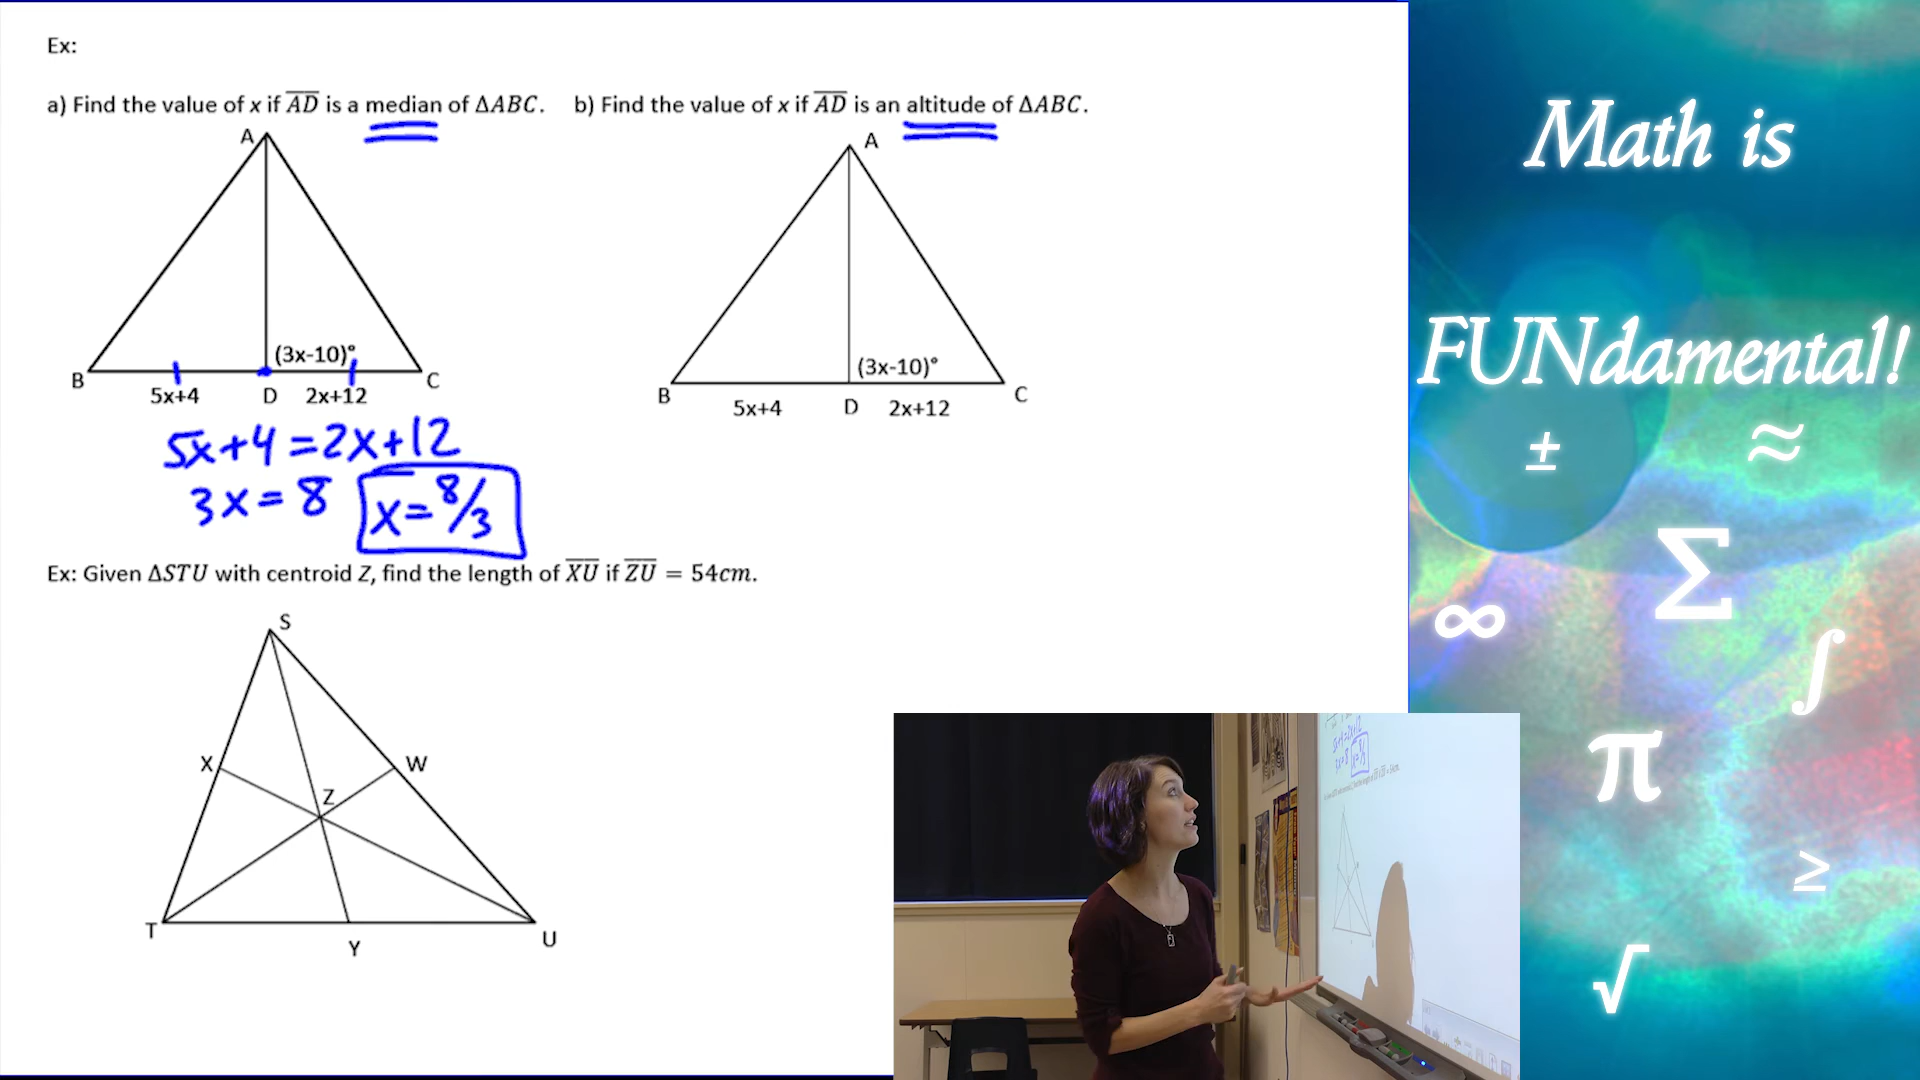 Ex:
a) Find the value of x if AD is a median of ΔABC.
b) Find the value of x if AD is an altitude of ΔABC.
A
(3x-10)°
B
5x+4
D
2x+12
C
5x+4=2x+12
3x=8
x=8/3
A
(3x-10)°
B
5x+4
D
2x+12
C
Ex: Given ΔSTU with centroid Z, find the length of XU if ZU = 54cm.
S
X
W
Z
T
Y
U
Math is
FUNdamental!
± ≈
Σ
∞
∫
π
≥
√